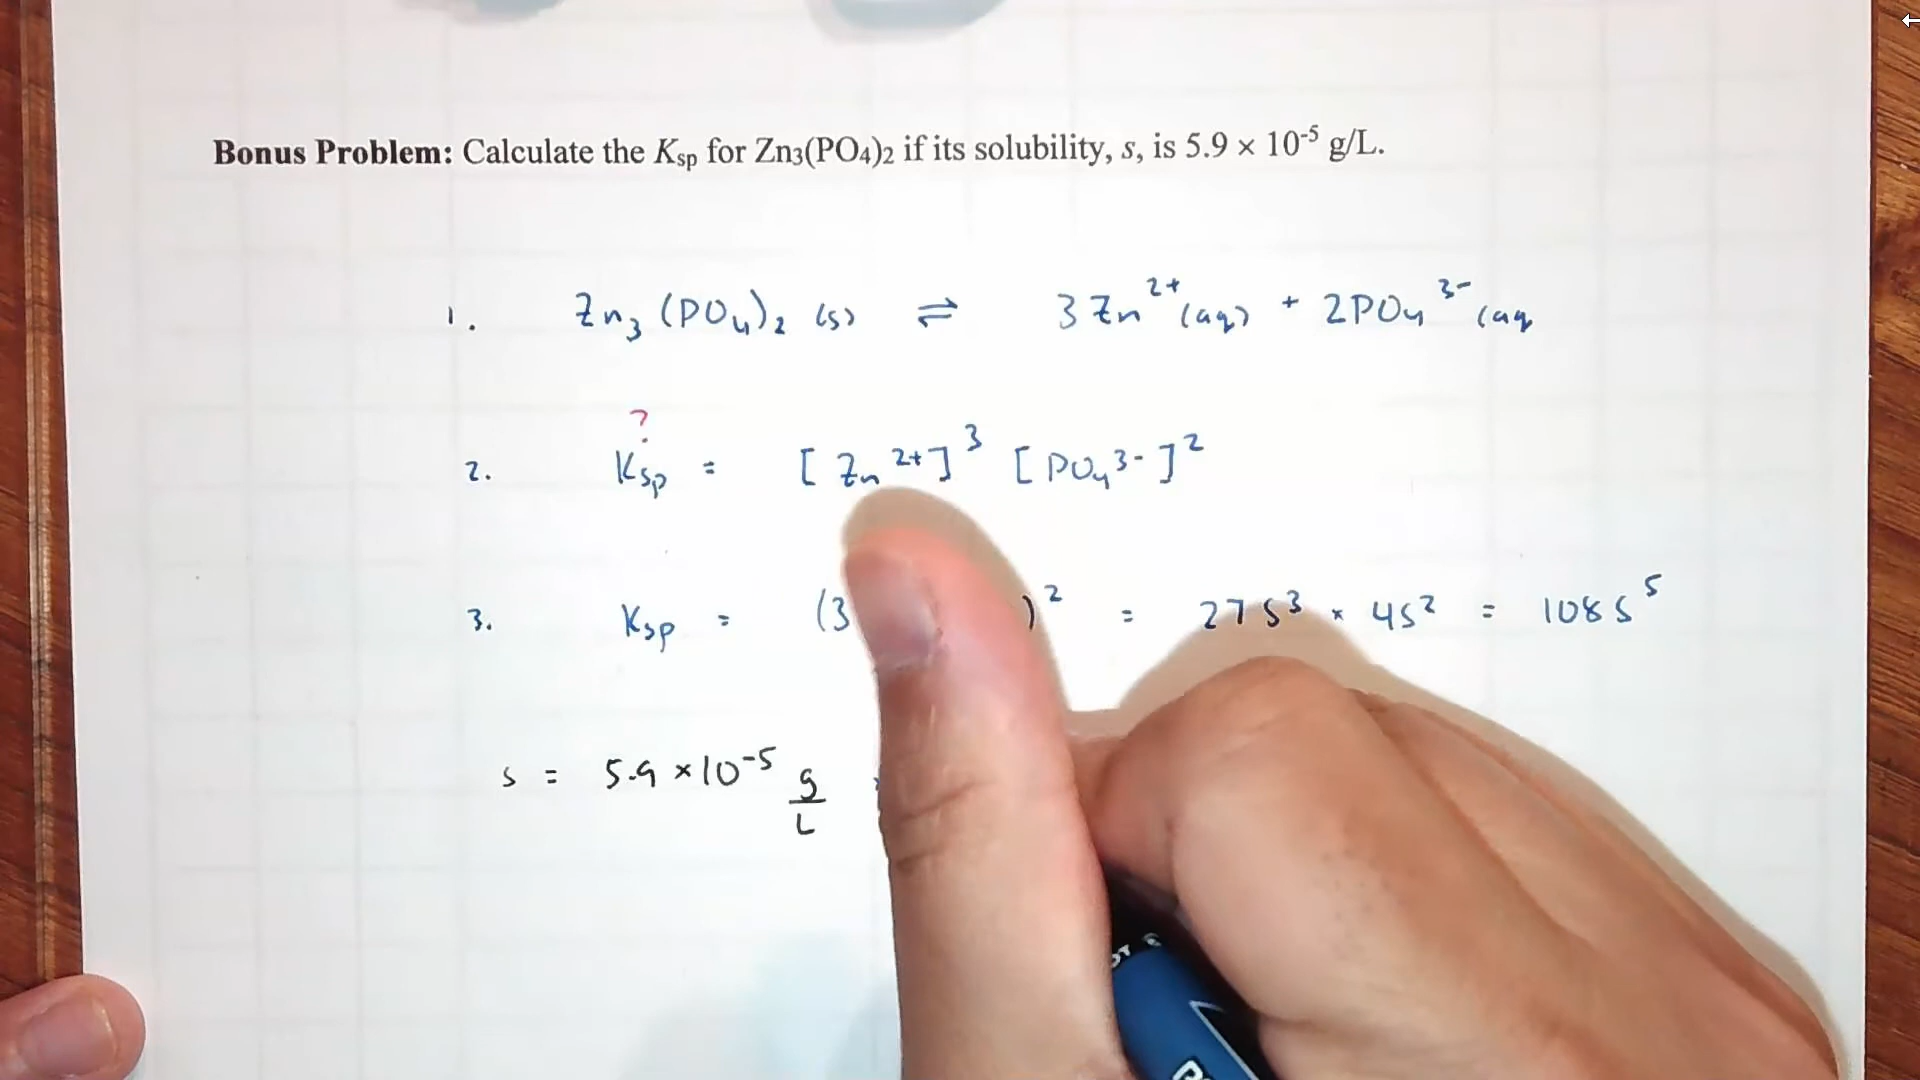 Bonus Problem: Calculate the Ksp for Zn3(PO4)2 if its solubility, s, is 5.9 × 10⁻⁵ g/L.
1. Zn₃(PO₄)₂ (s) ⇌ 3Zn²⁺(aq) + 2PO₄³⁻(aq
?
2. Ksp = [Zn²⁺]³ [PO₄³⁻]²
3. Ksp = (3 )² = 27s³ × 4s² = 108s⁵
s = 5.9 × 10⁻⁵ g/L